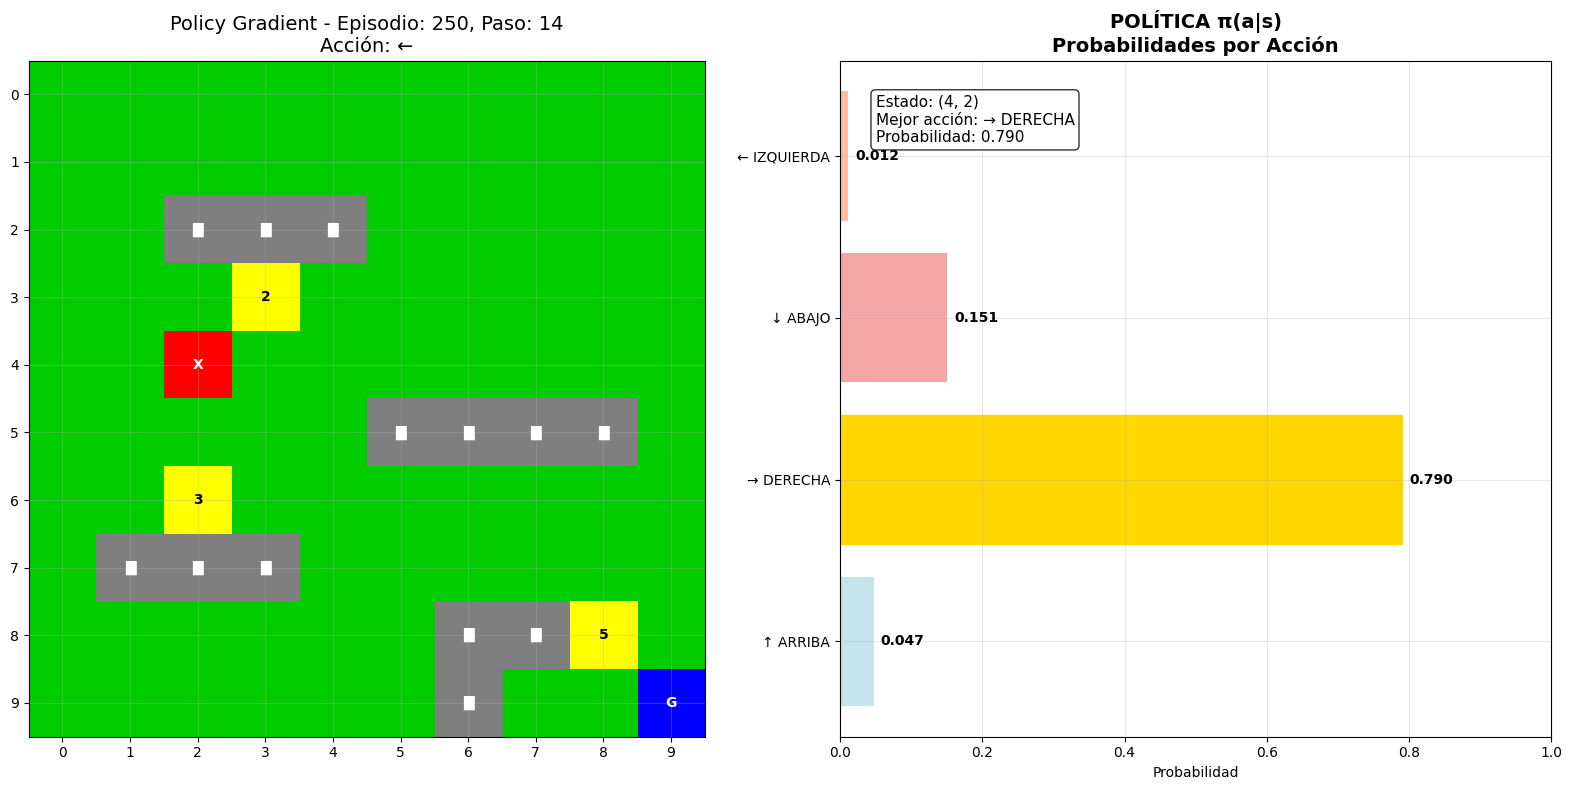 Policy Gradient - Episodio: 250, Paso: 14
Acción: ←
0
1
2
3
4
5
6
7
8
9
2
X
3
5
G
0 1 2 3 4 5 6 7 8 9
POLÍTICA π(a|s)
Probabilidades por Acción
Estado: (4, 2)
Mejor acción: → DERECHA
Probabilidad: 0.790
← IZQUIERDA 0.012
↓ ABAJO 0.151
→ DERECHA 0.790
↑ ARRIBA 0.047
0.0 0.2 0.4 0.6 0.8 1.0
Probabilidad